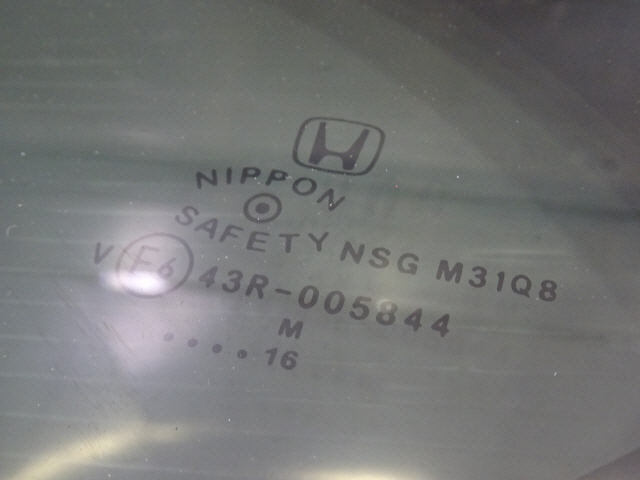 NIPPON
SAFETY NSG M31Q8
V E6 43R-005844
M
....16